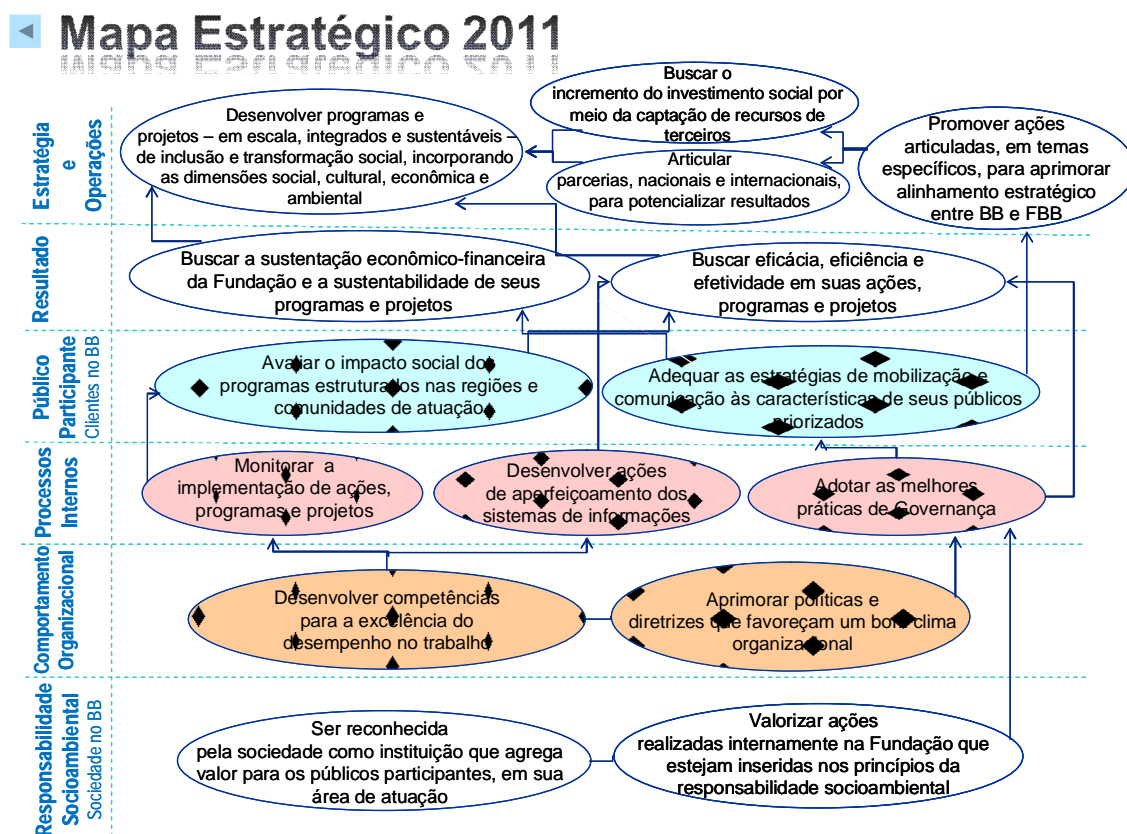 Mapa Estratégico 2011
Estratégia
e
Operações
Desenvolver programas e
projetos – em escala, integrados e sustentáveis –
de inclusão e transformação social, incorporando
as dimensões social, cultural, econômica e
ambiental
Buscar o
incremento do investimento social por
meio da captação de recursos de
terceiros
Articular
parcerias, nacionais e internacionais,
para potencializar resultados
Promover ações
articuladas, em temas
específicos, para aprimorar
alinhamento estratégico
entre BB e FBB
Resultado
Buscar a sustentação econômico-financeira
da Fundação e a sustentabilidade de seus
programas e projetos
Buscar eficácia, eficiência e
efetividade em suas ações,
programas e projetos
Público
Participante
Clientes no BB
Avaliar o impacto social dos
programas estruturados nas regiões e
comunidades de atuação
Adequar as estratégias de mobilização e
comunicação às características de seus públicos
priorizados
Processos
Internos
Monitorar a
implementação de ações,
programas e projetos
Desenvolver ações
de aperfeiçoamento dos
sistemas de informações
Adotar as melhores
práticas de Governança
Comportamento
Organizacional
Desenvolver competências
para a excelência do
desempenho no trabalho
Aprimorar políticas e
diretrizes que favoreçam um bom clima
organizacional
Responsabilidade
Socioambiental
Sociedade no BB
Ser reconhecida
pela sociedade como instituição que agrega
valor para os públicos participantes, em sua
área de atuação
Valorizar ações
realizadas internamente na Fundação que
estejam inseridas nos princípios da
responsabilidade socioambiental